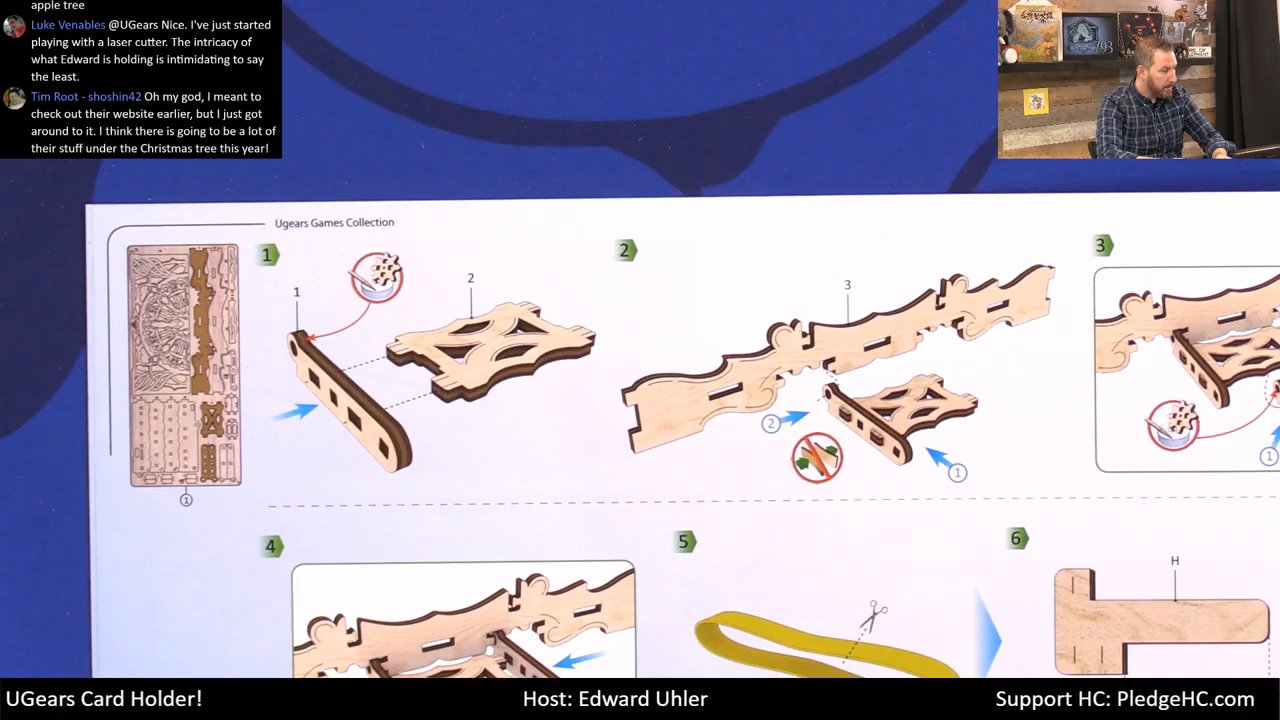 apple tree
Luke Venables @UGears Nice. I've just started
playing with a laser cutter. The intricacy of
what Edward is holding is intimidating to say
the least.
Tim Root - shoshin42 Oh my god, I meant to
check out their website earlier, but I just got
around to it. I think there is going to be a lot of
their stuff under the Christmas tree this year!
793
Ugears Games Collection
1
2
3
1
2
3
2
1
1
1
4
5
6
H
UGears Card Holder!
Host: Edward Uhler
Support HC: PledgeHC.com